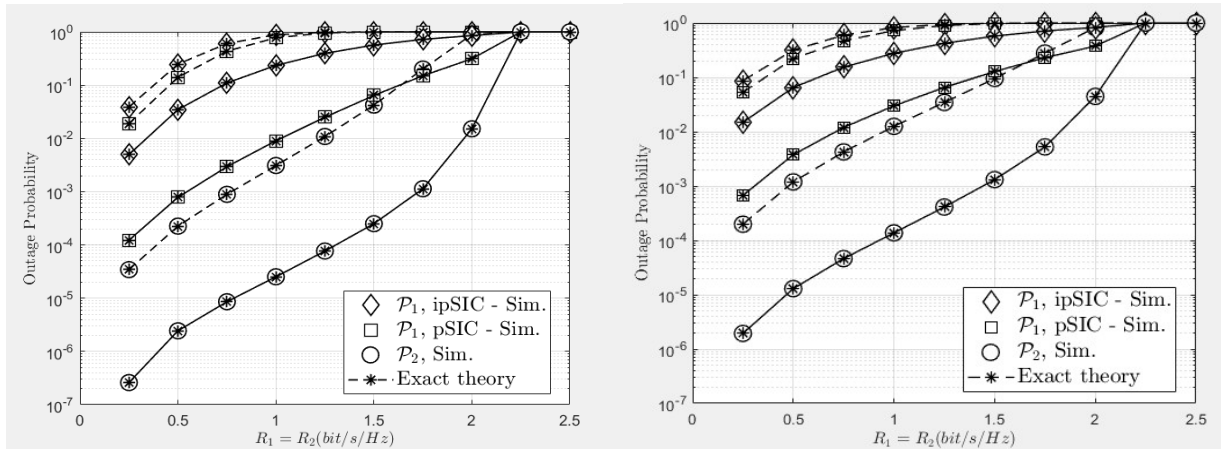 10^0
10^-1
10^-2
10^-3
10^-4
10^-5
10^-6
10^-7
Outage Probability
0 0.5 1 1.5 2 2.5
R_1 = R_2(bit/s/Hz)
P_1, ipSIC - Sim.
P_1, pSIC - Sim.
P_2, Sim.
Exact theory
10^0
10^-1
10^-2
10^-3
10^-4
10^-5
10^-6
10^-7
Outage Probability
0 0.5 1 1.5 2 2.5
R_1 = R_2(bit/s/Hz)
P_1, ipSIC - Sim.
P_1, pSIC - Sim.
P_2, Sim.
Exact theory